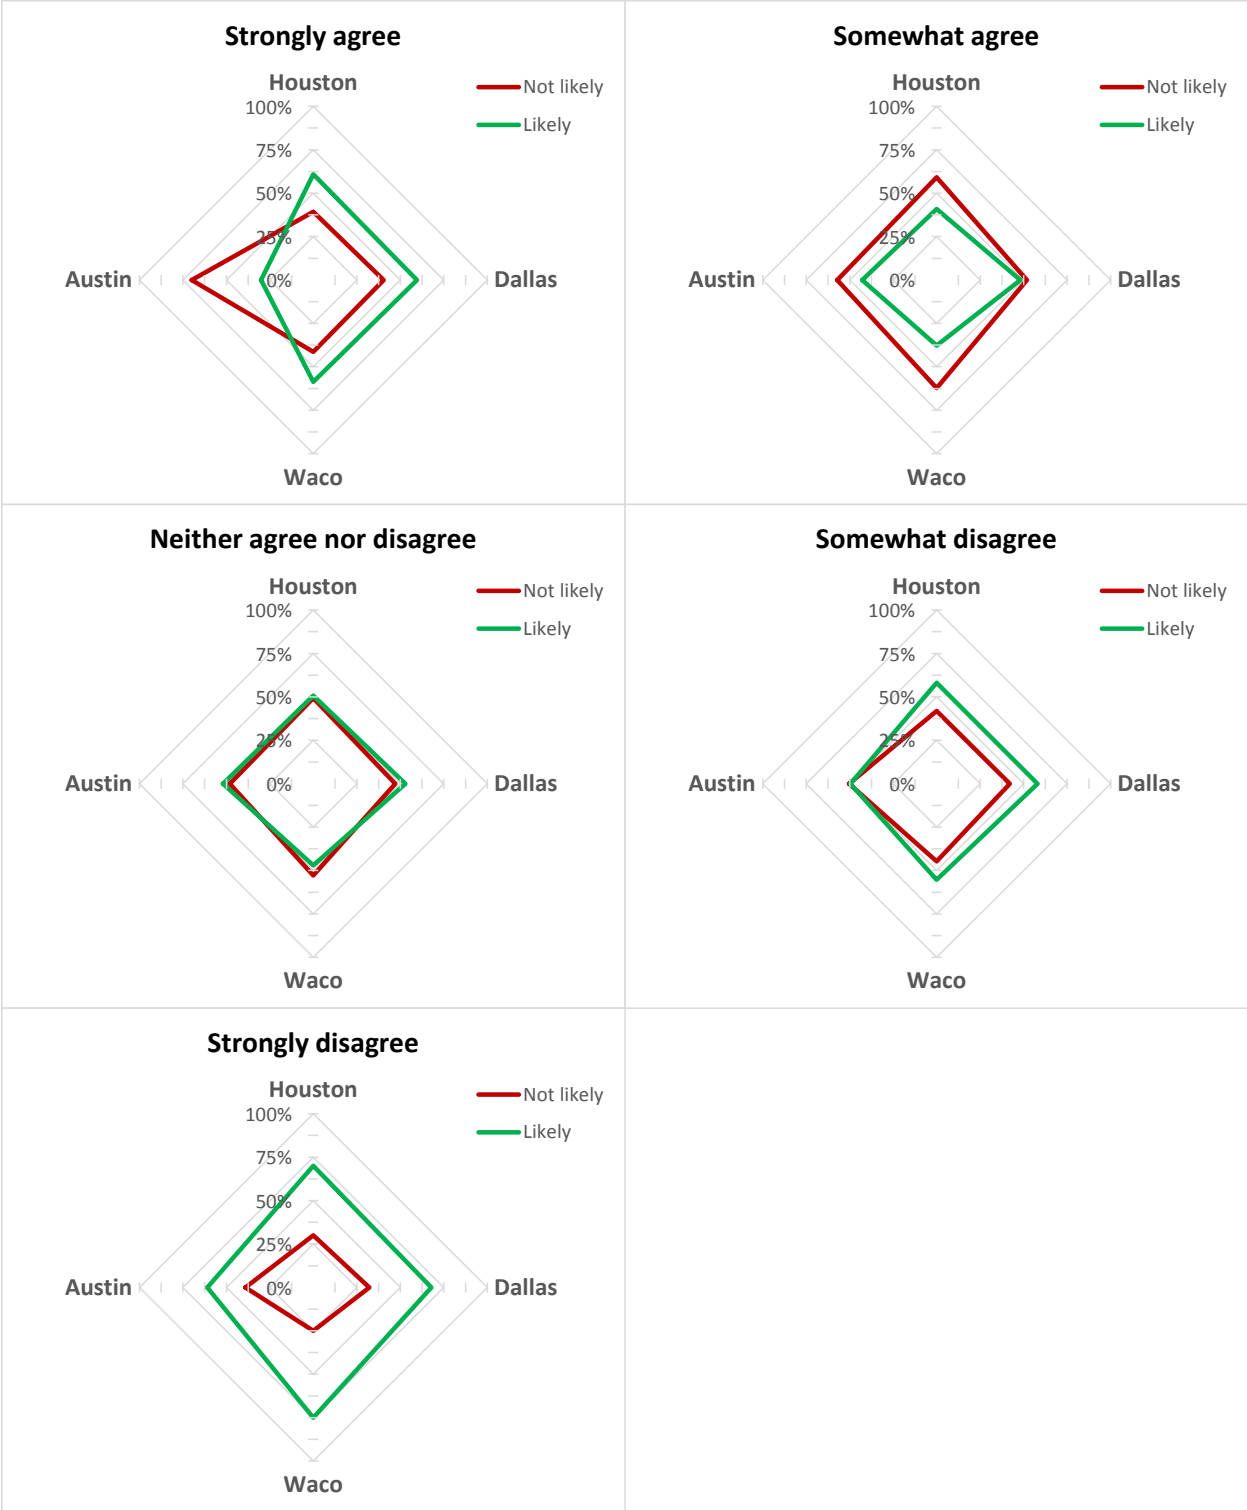 Strongly agree
Houston
Not likely
Likely
100%
75%
50%
25%
0%
Austin
Dallas
Waco
Somewhat agree
Houston
Not likely
Likely
100%
75%
50%
25%
0%
Austin
Dallas
Waco
Neither agree nor disagree
Houston
Not likely
Likely
100%
75%
50%
25%
0%
Austin
Dallas
Waco
Somewhat disagree
Houston
Not likely
Likely
100%
75%
50%
25%
0%
Austin
Dallas
Waco
Strongly disagree
Houston
Not likely
Likely
100%
75%
50%
25%
0%
Austin
Dallas
Waco